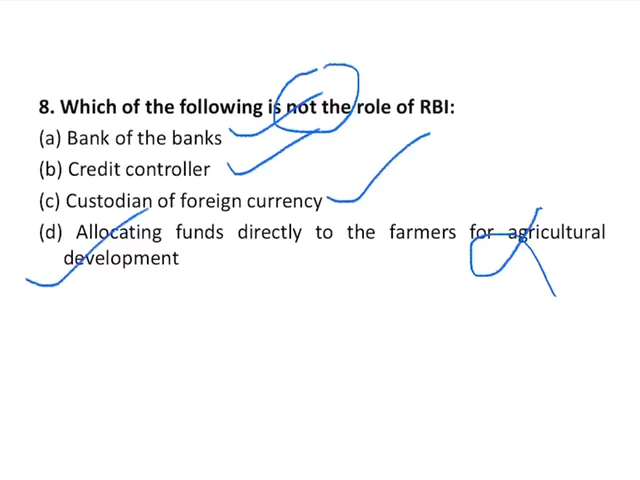 8. Which of the following is not the role of RBI:
(a) Bank of the banks
(b) Credit controller
(c) Custodian of foreign currency
(d) Allocating funds directly to the farmers for agricultural
development